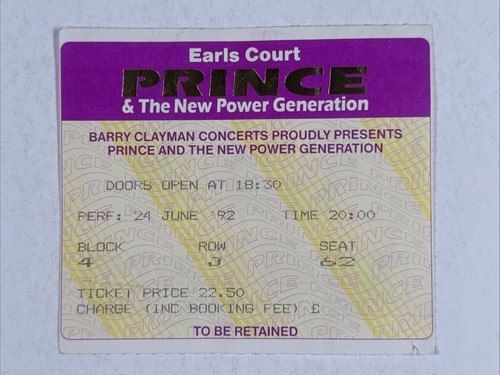 Earls Court
PRINCE
& The New Power Generation
BARRY CLAYMAN CONCERTS PROUDLY PRESENTS
PRINCE AND THE NEW POWER GENERATION
DOORS OPEN AT 18:30
PERF: 24 JUNE '92 TIME 20:00
BLOCK ROW SEAT
4 J 62
TICKET PRICE 22.50
CHARGE (INC BOOKING FEE) £
TO BE RETAINED